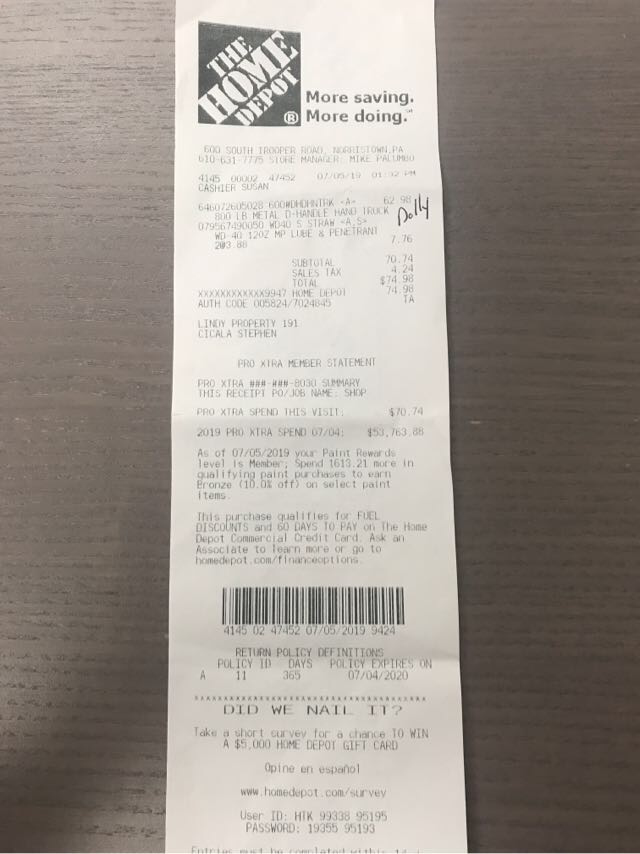 THE
HOME
DEPOT
®
More saving.
More doing.℠
600 SOUTH TROOPER ROAD, NORRISTOWN,PA
610-631-7775 STORE MANAGER: MIKE PALUMBO
4145 00002 47452 07/05/19 01:32 PM
CASHIER SUSAN
646072605028 600#DHDHNTRK <A> 62.98
800 LB METAL D-HANDLE HAND TRUCK
Dolly
079567490050 WD40 S STRAW <A,S>
WD-40 12OZ MP LUBE & PENETRANT
2@3.88 7.76
SUBTOTAL 70.74
SALES TAX 4.24
TOTAL $74.98
XXXXXXXXXXXX9947 HOME DEPOT 74.98
AUTH CODE 005824/7024845 TA
LINDY PROPERTY 191
CICALA STEPHEN
PRO XTRA MEMBER STATEMENT
PRO XTRA ###-###-8030 SUMMARY
THIS RECEIPT PO/JOB NAME: SHOP
PRO XTRA SPEND THIS VISIT: $70.74
2019 PRO XTRA SPEND 07/04: $53,763.88
As of 07/05/2019 your Paint Rewards
level is Member; Spend 1613.21 more in
qualifying paint purchases to earn
Bronze (10.0% off) on select paint
items.
This purchase qualifies for FUEL
DISCOUNTS and 60 DAYS TO PAY on The Home
Depot Commercial Credit Card. Ask an
Associate to learn more or go to
homedepot.com/financeoptions.
4145 02 47452 07/05/2019 9424
RETURN POLICY DEFINITIONS
POLICY ID DAYS POLICY EXPIRES ON
A 11 365 07/04/2020
DID WE NAIL IT?
Take a short survey for a chance TO WIN
A $5,000 HOME DEPOT GIFT CARD
Opine en español
www.homedepot.com/survey
User ID: HTK 99338 95195
PASSWORD: 19355 95193
Entries must be completed within 14